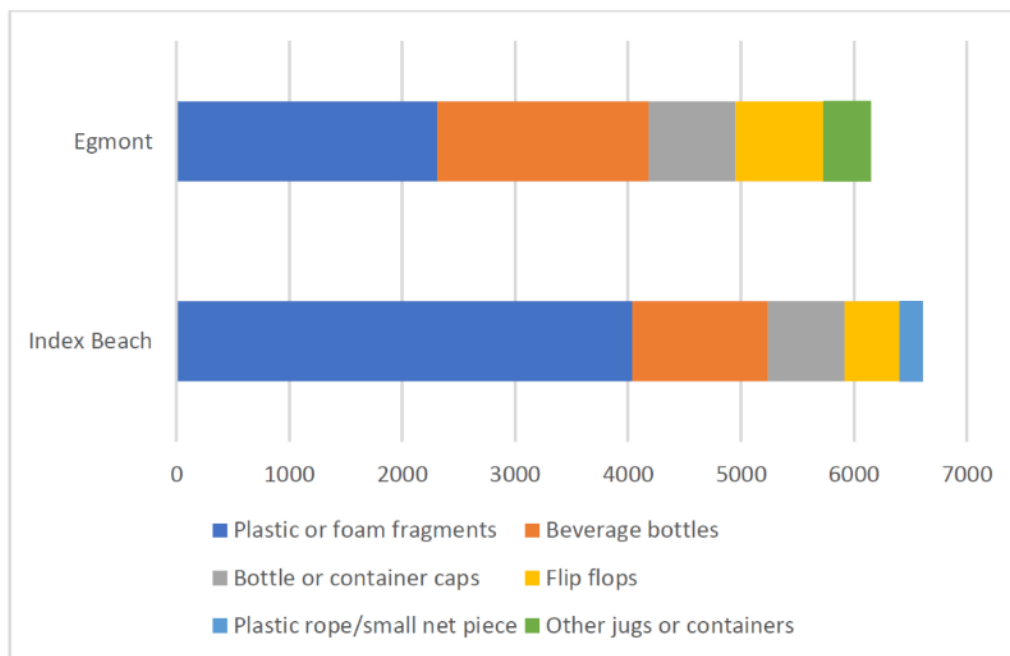 Egmont
Index Beach
0 1000 2000 3000 4000 5000 6000 7000
Plastic or foam fragments Beverage bottles
Bottle or container caps Flip flops
Plastic rope/small net piece Other jugs or containers